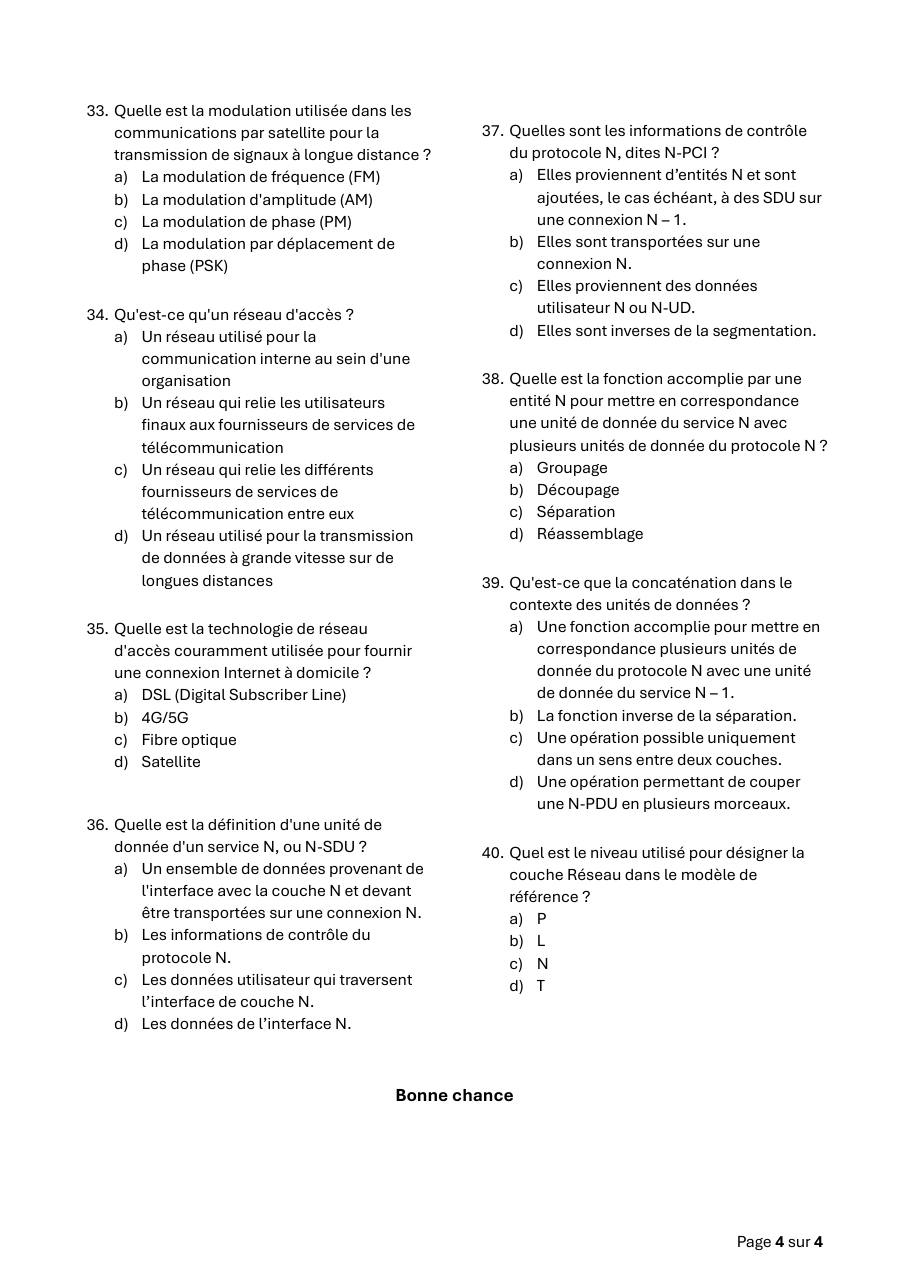 33. Quelle est la modulation utilisée dans les
communications par satellite pour la
transmission de signaux à longue distance ?
a) La modulation de fréquence (FM)
b) La modulation d'amplitude (AM)
c) La modulation de phase (PM)
d) La modulation par déplacement de
phase (PSK)
34. Qu'est-ce qu'un réseau d'accès ?
a) Un réseau utilisé pour la
communication interne au sein d'une
organisation
b) Un réseau qui relie les utilisateurs
finaux aux fournisseurs de services de
télécommunication
c) Un réseau qui relie les différents
fournisseurs de services de
télécommunication entre eux
d) Un réseau utilisé pour la transmission
de données à grande vitesse sur de
longues distances
35. Quelle est la technologie de réseau
d'accès couramment utilisée pour fournir
une connexion Internet à domicile ?
a) DSL (Digital Subscriber Line)
b) 4G/5G
c) Fibre optique
d) Satellite
36. Quelle est la définition d'une unité de
donnée d'un service N, ou N-SDU ?
a) Un ensemble de données provenant de
l'interface avec la couche N et devant
être transportées sur une connexion N.
b) Les informations de contrôle du
protocole N.
c) Les données utilisateur qui traversent
l’interface de couche N.
d) Les données de l’interface N.
37. Quelles sont les informations de contrôle
du protocole N, dites N-PCI ?
a) Elles proviennent d’entités N et sont
ajoutées, le cas échéant, à des SDU sur
une connexion N – 1.
b) Elles sont transportées sur une
connexion N.
c) Elles proviennent des données
utilisateur N ou N-UD.
d) Elles sont inverses de la segmentation.
38. Quelle est la fonction accomplie par une
entité N pour mettre en correspondance
une unité de donnée du service N avec
plusieurs unités de donnée du protocole N ?
a) Groupage
b) Découpage
c) Séparation
d) Réassemblage
39. Qu'est-ce que la concaténation dans le
contexte des unités de données ?
a) Une fonction accomplie pour mettre en
correspondance plusieurs unités de
donnée du protocole N avec une unité
de donnée du service N – 1.
b) La fonction inverse de la séparation.
c) Une opération possible uniquement
dans un sens entre deux couches.
d) Une opération permettant de couper
une N-PDU en plusieurs morceaux.
40. Quel est le niveau utilisé pour désigner la
couche Réseau dans le modèle de
référence ?
a) P
b) L
c) N
d) T
Bonne chance
Page 4 sur 4